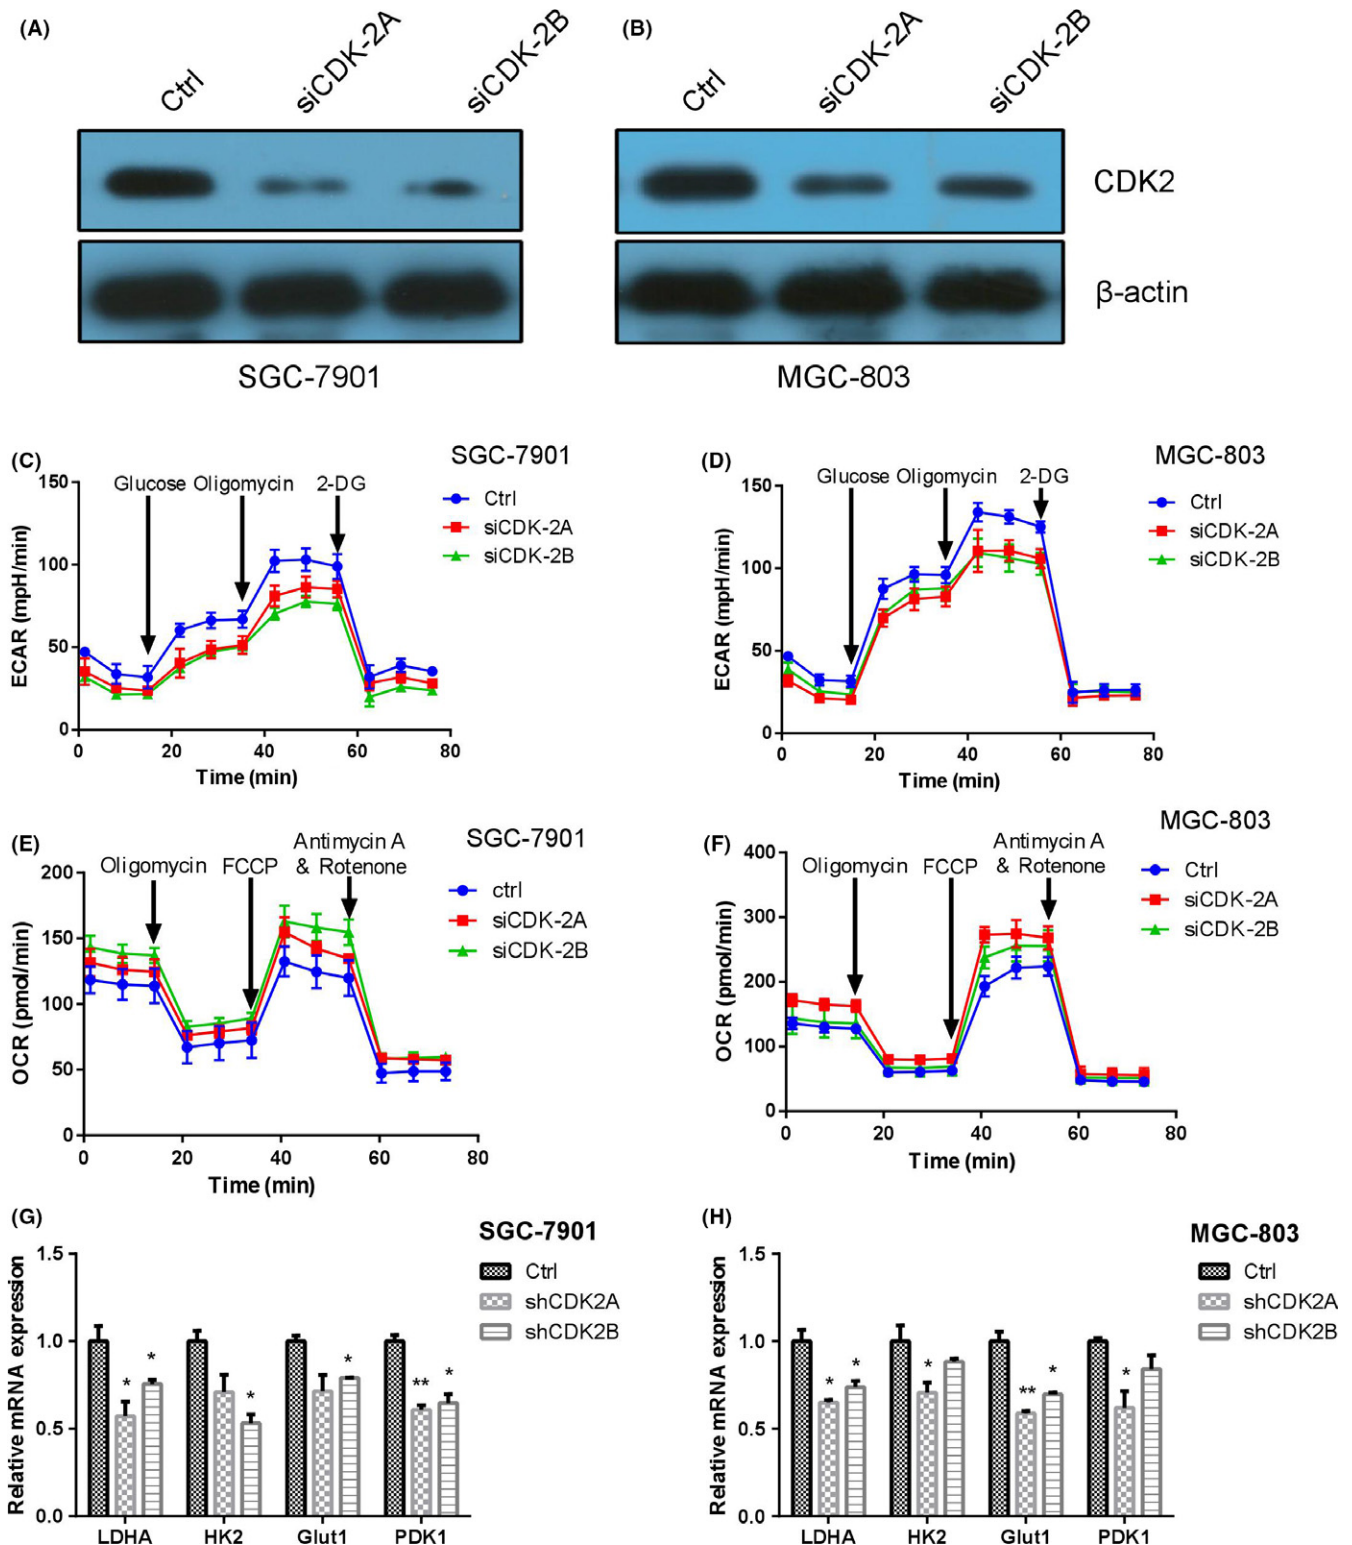 (A)
Ctrl
siCDK-2A
siCDK-2B
(B)
Ctrl
siCDK-2A
siCDK-2B
CDK2
β-actin
SGC-7901
MGC-803
(C)
SGC-7901
Glucose Oligomycin 2-DG
Ctrl
siCDK-2A
siCDK-2B
ECAR (mpH/min)
150
100
50
0
0 20 40 60 80
Time (min)
(D)
MGC-803
Glucose Oligomycin 2-DG
Ctrl
siCDK-2A
siCDK-2B
ECAR (mpH/min)
150
100
50
0
0 20 40 60 80
Time (min)
(E)
SGC-7901
Oligomycin FCCP
Antimycin A
& Rotenone
ctrl
siCDK-2A
siCDK-2B
OCR (pmol/min)
200
150
100
50
0
0 20 40 60 80
Time (min)
(F)
MGC-803
Oligomycin FCCP
Antimycin A
& Rotenone
Ctrl
siCDK-2A
siCDK-2B
OCR (pmol/min)
400
300
200
100
0
0 20 40 60 80
Time (min)
(G)
SGC-7901
Ctrl
shCDK2A
shCDK2B
Relative mRNA expression
1.5
1.0
0.5
0.0
* * * * ** *
LDHA HK2 Glut1 PDK1
(H)
MGC-803
Ctrl
shCDK2A
shCDK2B
Relative mRNA expression
1.5
1.0
0.5
0.0
* * * ** * *
LDHA HK2 Glut1 PDK1